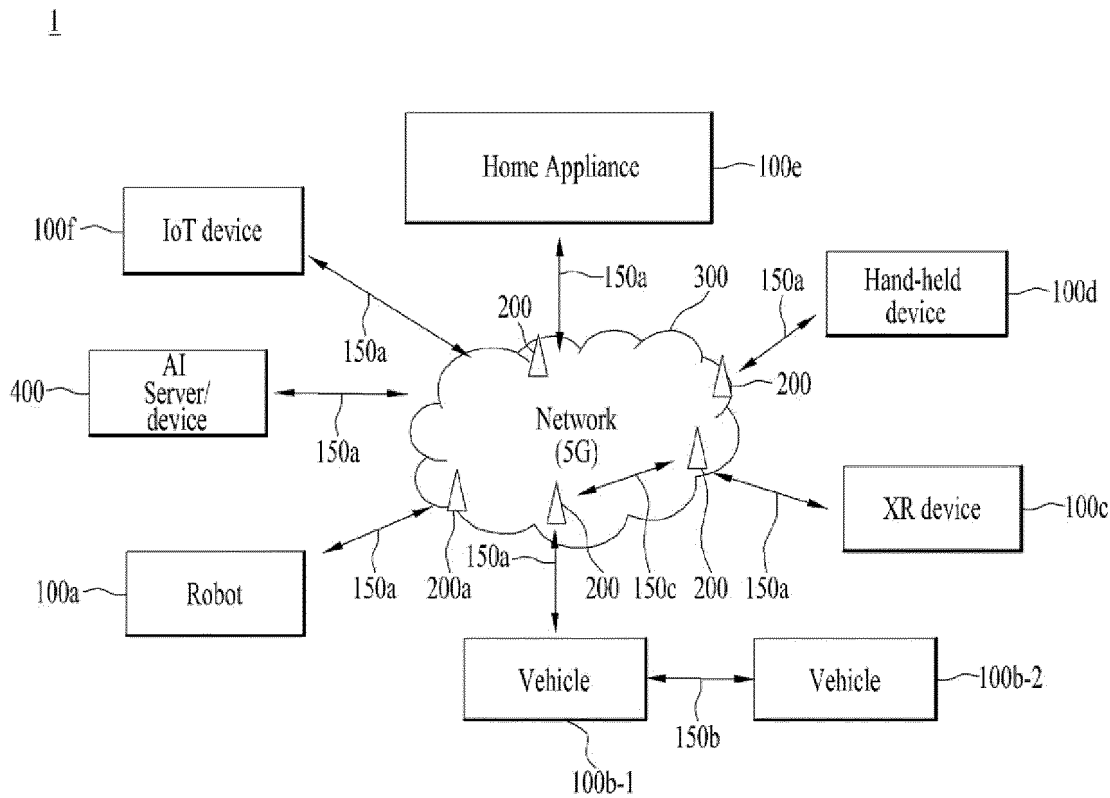 1
Home Appliance
100e
100f
IoT device
150a
300
150a
Hand-held
device
100d
200
150a
400
AI
Server/
device
150a
200
Network
(5G)
XR device
100c
150a
100a
Robot
150a
200a
200
150c
200
150a
Vehicle
Vehicle
100b-2
150b
100b-1